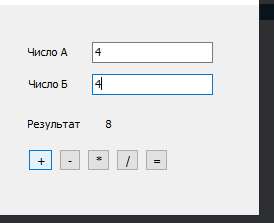 Число А 4
Число Б 4
Результат 8
+ - * / =